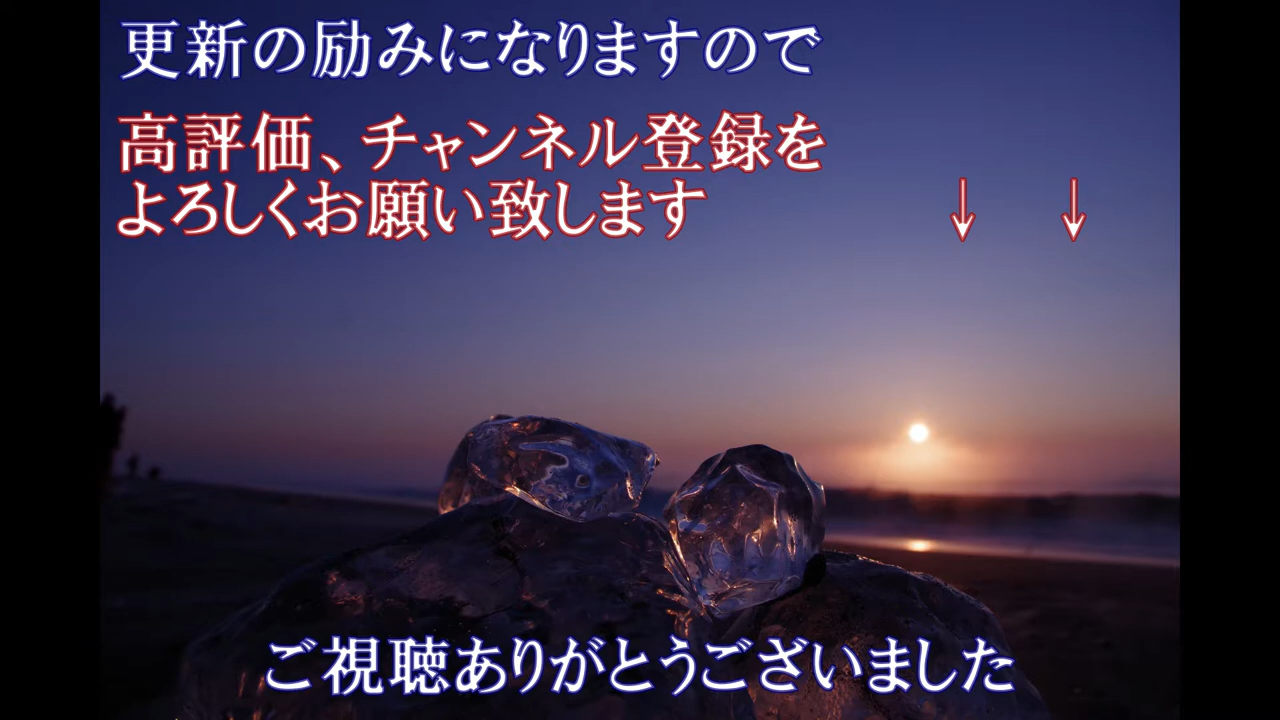 更新の励みになりますので
高評価、チャンネル登録を
よろしくお願い致します
↓ ↓
ご視聴ありがとうございました